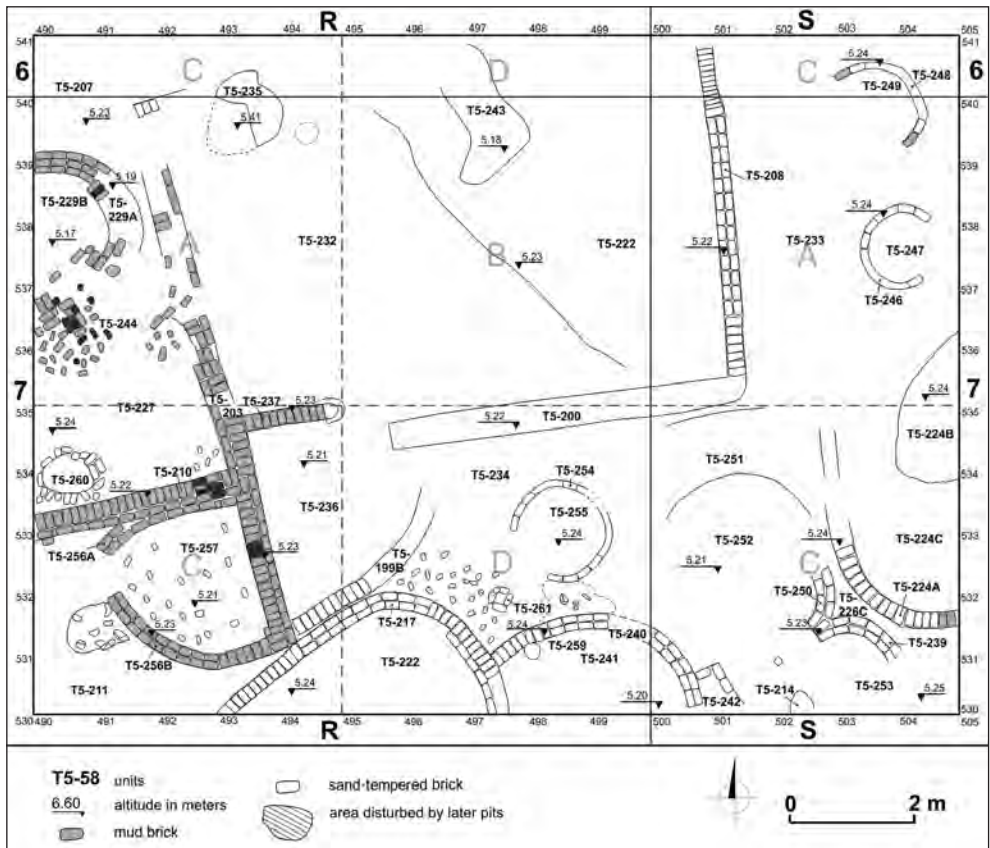 R S
490 491 492 493 494 495 496 497 498 499 500 501 502 503 504 505
541 541
6 C D C 6
5.24
T5-207 T5-235 T5-248
T5-249
540 T5-243 540
5.23 5.41
5.18
539 539
5.19 T5-208
T5-229B T5-229A
5.24
538 538
5.17 A T5-232 B 5.23 T5-222 5.22 T5-233 A T5-247
537 T5-246 537
T5-244
536 536
7 7
T5-203 T5-237 5.23 5.24
535 T5-227 535
5.24 5.22 T5-200
T5-224B
5.21 T5-251
534 T5-210 T5-234 T5-254 534
T5-260
5.22 T5-236 T5-255
533 533
T5-256A T5-257 5.23 T5-199B 5.24 T5-252 5.24 T5-224C
C D 5.21 C
T5-250 T5-224A
532 5.21 T5-261 T5-226C 532
5.23 T5-217 5.24 T5-240 5.23
T5-259 T5-239
531 T5-256B T5-222 T5-241 531
T5-211 5.24 T5-253
5.20 T5-242 T5-214 5.25
530 530
490 491 492 493 494 495 496 497 498 499 500 501 502 503 504 505
R S
T5-58 units
6.60 altitude in meters
mud brick
sand-tempered brick
area disturbed by later pits
0 2 m